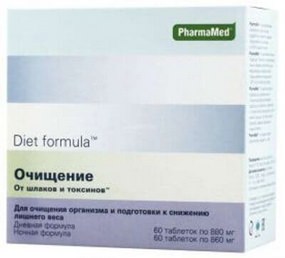 PharmaMed®
Diet formula™
Очищение
От шлаков и токсинов™
Для очищения организма и подготовки к снижению
лишнего веса
Дневная формула 60 таблеток по 880 мг
Ночная формула 60 таблеток по 860 мг